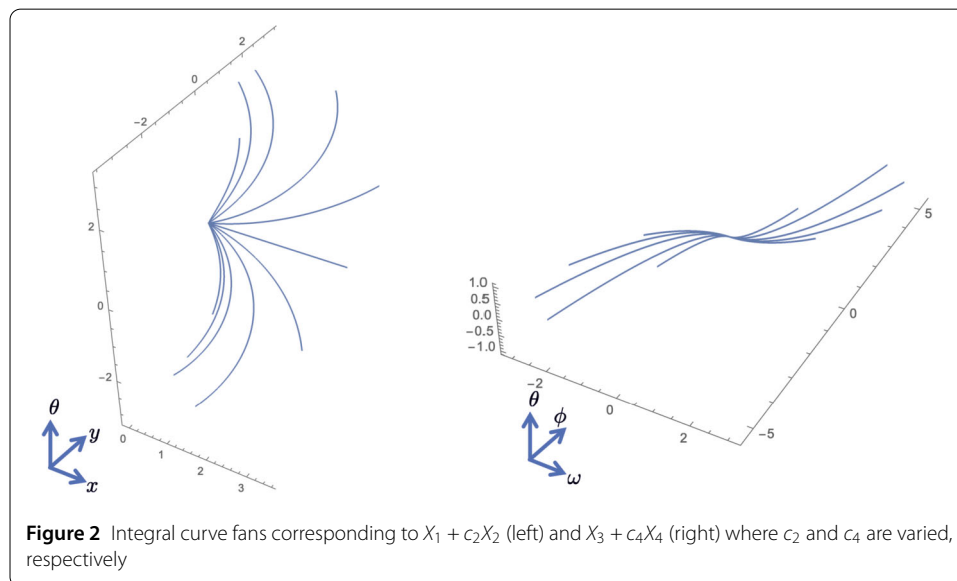 2
0
−2
2
0
−2
0
1
2
3
θ
y
x
1.0
0.5
0.0
−0.5
−1.0
−2
0
2
5
0
−5
θ
ϕ
ω
Figure 2 Integral curve fans corresponding to X₁ + c₂X₂ (left) and X₃ + c₄X₄ (right) where c₂ and c₄ are varied,
respectively